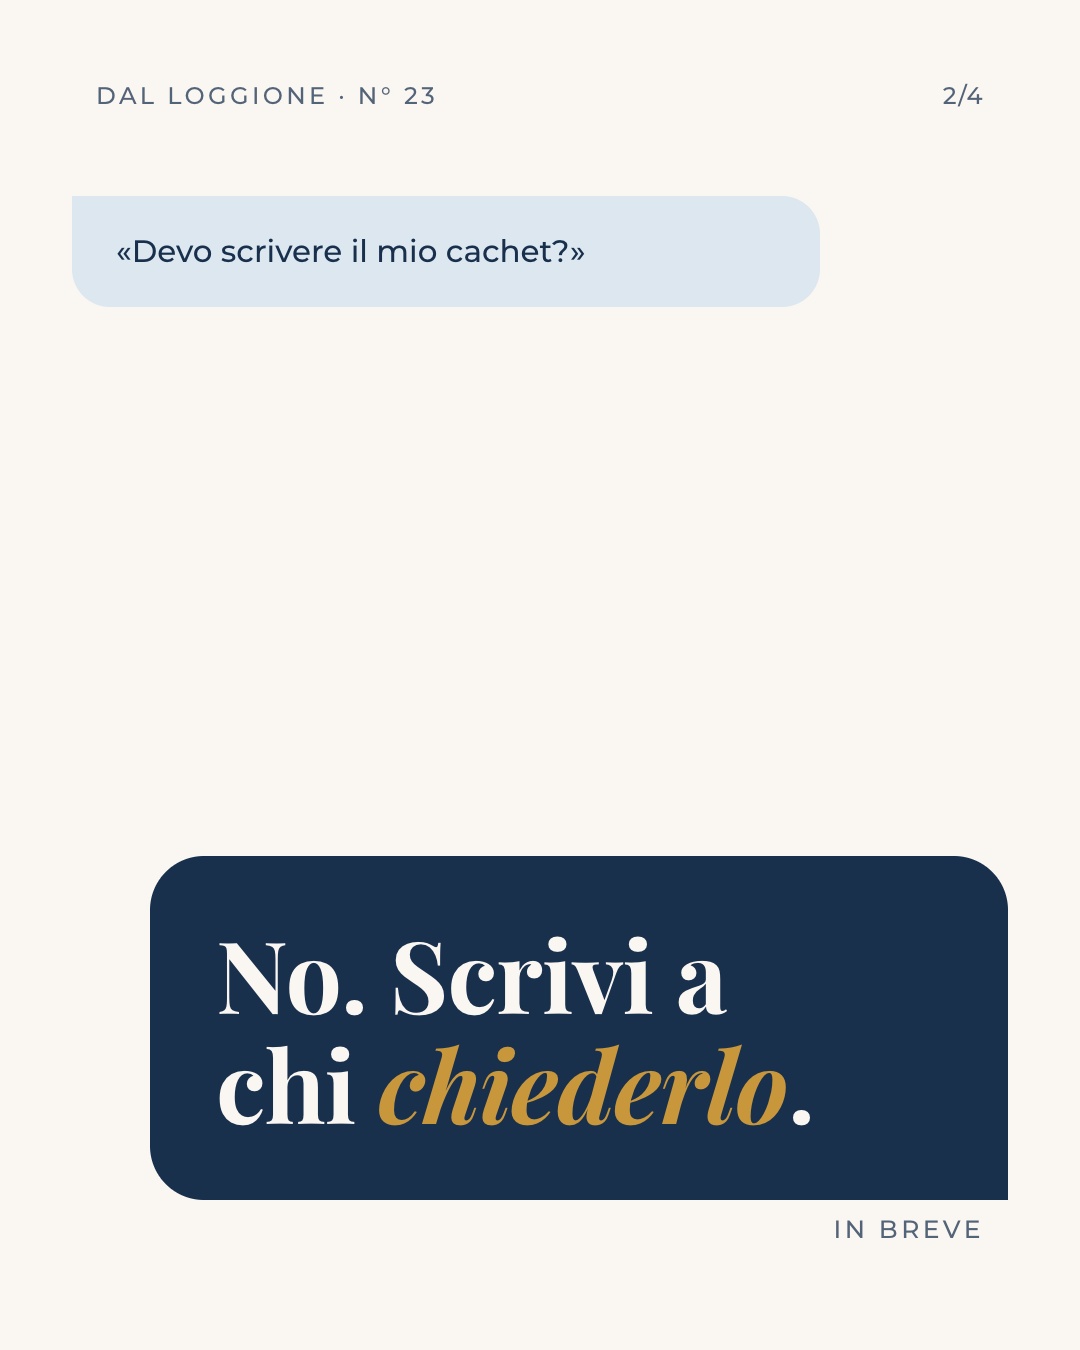 DAL LOGGIONE · N° 23
2/4
«Devo scrivere il mio cachet?»
No. Scrivi a
chi chiederlo.
IN BREVE